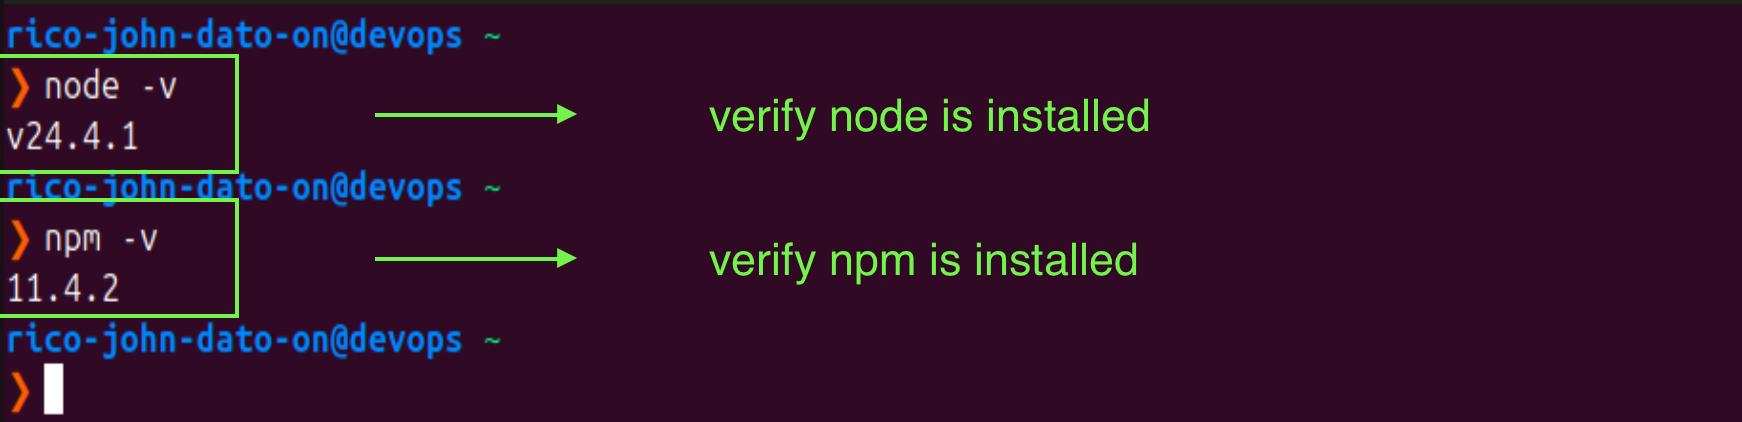 rico-john-dato-on@devops ~
❯ node -v
verify node is installed
v24.4.1
rico-john-dato-on@devops ~
❯ npm -v
verify npm is installed
11.4.2
rico-john-dato-on@devops ~
❯